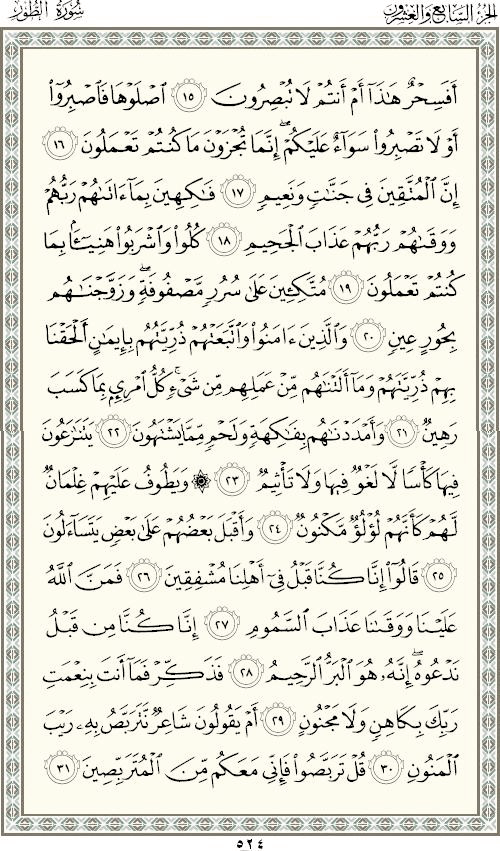 الجزء السابع والعشرون سورة الطور
أَفَسِحْرٌ هَٰذَآ أَمْ أَنتُمْ لَا تُبْصِرُونَ ١٥ ٱصْلَوْهَا فَٱصْبِرُوٓا۟
أَوْ لَا تَصْبِرُوا۟ سَوَآءٌ عَلَيْكُمْ ۖ إِنَّمَا تُجْزَوْنَ مَا كُنتُمْ تَعْمَلُونَ ١٦
إِنَّ ٱلْمُتَّقِينَ فِى جَنَّٰتٍ وَنَعِيمٍ ١٧ فَٰكِهِينَ بِمَآ ءَاتَىٰهُمْ رَبُّهُمْ
وَوَقَىٰهُمْ رَبُّهُمْ عَذَابَ ٱلْجَحِيمِ ١٨ كُلُوا۟ وَٱشْرَبُوا۟ هَنِيٓـًٔۢا بِمَا
كُنتُمْ تَعْمَلُونَ ١٩ مُتَّكِـِٔينَ عَلَىٰ سُرُرٍ مَّصْفُوفَةٍ ۖ وَزَوَّجْنَٰهُم
بِحُورٍ عِينٍ ٢٠ وَٱلَّذِينَ ءَامَنُوا۟ وَٱتَّبَعَتْهُمْ ذُرِّيَّتُهُم بِإِيمَٰنٍ أَلْحَقْنَا
بِهِمْ ذُرِّيَّتَهُمْ وَمَآ أَلَتْنَٰهُم مِّنْ عَمَلِهِم مِّن شَىْءٍ ۚ كُلُّ ٱمْرِئٍۭ بِمَا كَسَبَ
رَهِينٌ ٢١ وَأَمْدَدْنَٰهُم بِفَٰكِهَةٍ وَلَحْمٍ مِّمَّا يَشْتَهُونَ ٢٢ يَتَنَٰزَعُونَ
فِيهَا كَأْسًا لَّا لَغْوٌ فِيهَا وَلَا تَأْثِيمٌ ٢٣ ۞ وَيَطُوفُ عَلَيْهِمْ غِلْمَانٌ
لَّهُمْ كَأَنَّهُمْ لُؤْلُؤٌ مَّكْنُونٌ ٢٤ وَأَقْبَلَ بَعْضُهُمْ عَلَىٰ بَعْضٍ يَتَسَآءَلُونَ
٢٥ قَالُوٓا۟ إِنَّا كُنَّا قَبْلُ فِىٓ أَهْلِنَا مُشْفِقِينَ ٢٦ فَمَنَّ ٱللَّهُ
عَلَيْنَا وَوَقَىٰنَا عَذَابَ ٱلسَّمُومِ ٢٧ إِنَّا كُنَّا مِن قَبْلُ
نَدْعُوهُ ۖ إِنَّهُۥ هُوَ ٱلْبَرُّ ٱلرَّحِيمُ ٢٨ فَذَكِّرْ فَمَآ أَنتَ بِنِعْمَتِ
رَبِّكَ بِكَاهِنٍ وَلَا مَجْنُونٍ ٢٩ أَمْ يَقُولُونَ شَاعِرٌ نَّتَرَبَّصُ بِهِۦ رَيْبَ
ٱلْمَنُونِ ٣٠ قُلْ تَرَبَّصُوا۟ فَإِنِّى مَعَكُم مِّنَ ٱلْمُتَرَبِّصِينَ ٣١
٥٢٤